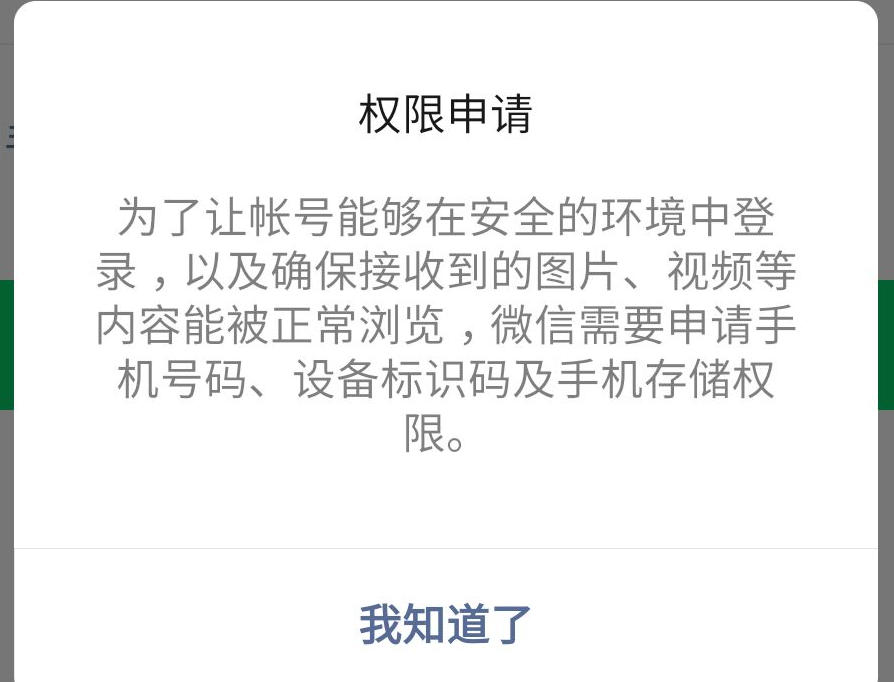 权限申请
为了让帐号能够在安全的环境中登
录，以及确保接收到的图片、视频等
内容能被正常浏览，微信需要申请手
机号码、设备标识码及手机存储权
限。
我知道了